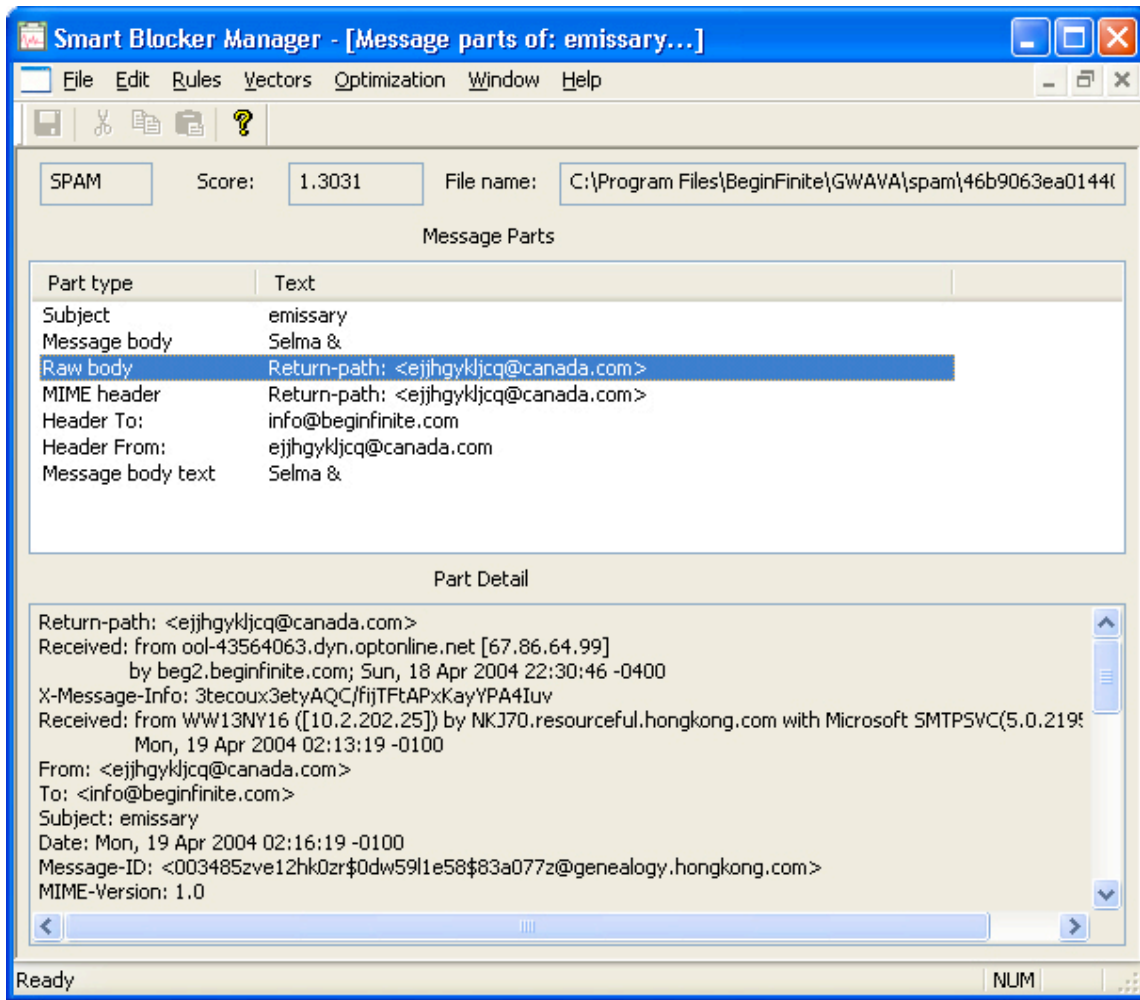 Smart Blocker Manager - [Message parts of: emissary...]
File Edit Rules Vectors Optimization Window Help
SPAM Score: 1.3031 File name: C:\Program Files\BeginFinite\GWAVA\spam\46b9063ea01440
Message Parts
Part type Text
Subject emissary
Message body Selma &
Raw body Return-path: <ejjhgykljcq@canada.com>
MIME header Return-path: <ejjhgykljcq@canada.com>
Header To: info@beginfinite.com
Header From: ejjhgykljcq@canada.com
Message body text Selma &
Part Detail
Return-path: <ejjhgykljcq@canada.com>
Received: from ool-43564063.dyn.optonline.net [67.86.64.99]
by beg2.beginfinite.com; Sun, 18 Apr 2004 22:30:46 -0400
X-Message-Info: 3tecoux3etyAQC/fijTFtAPxKayYPA4Iuv
Received: from WW13NY16 ([10.2.202.25]) by NKJ70.resourceful.hongkong.com with Microsoft SMTPSVC(5.0.2195
Mon, 19 Apr 2004 02:13:19 -0100
From: <ejjhgykljcq@canada.com>
To: <info@beginfinite.com>
Subject: emissary
Date: Mon, 19 Apr 2004 02:16:19 -0100
Message-ID: <003485zve12hk0zr$0dw59l1e58$83a077z@genealogy.hongkong.com>
MIME-Version: 1.0
Ready NUM